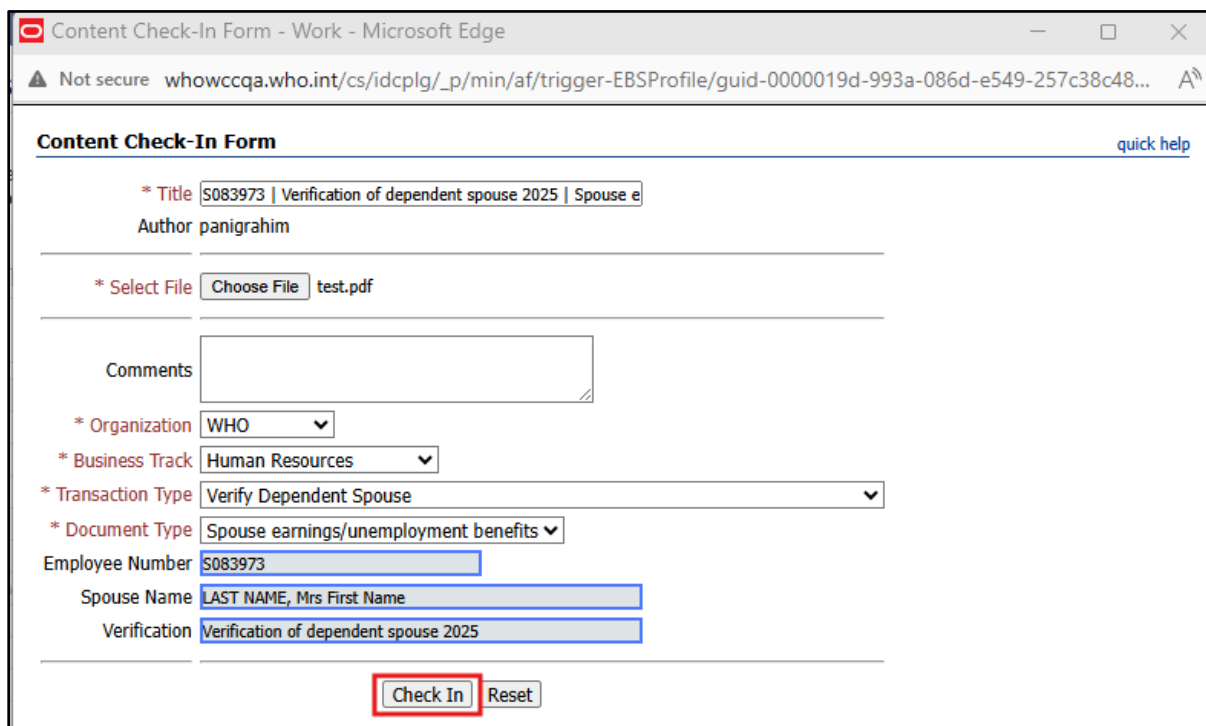 Content Check-In Form - Work - Microsoft Edge
Not secure whowccqa.who.int/cs/idcplg/_p/min/af/trigger-EBSProfile/guid-0000019d-993a-086d-e549-257c38c48...
Content Check-In Form quick help
* Title S083973 | Verification of dependent spouse 2025 | Spouse e
Author panigrahim
* Select File Choose File test.pdf
Comments
* Organization WHO
* Business Track Human Resources
* Transaction Type Verify Dependent Spouse
* Document Type Spouse earnings/unemployment benefits
Employee Number S083973
Spouse Name LAST NAME, Mrs First Name
Verification Verification of dependent spouse 2025
Check In Reset